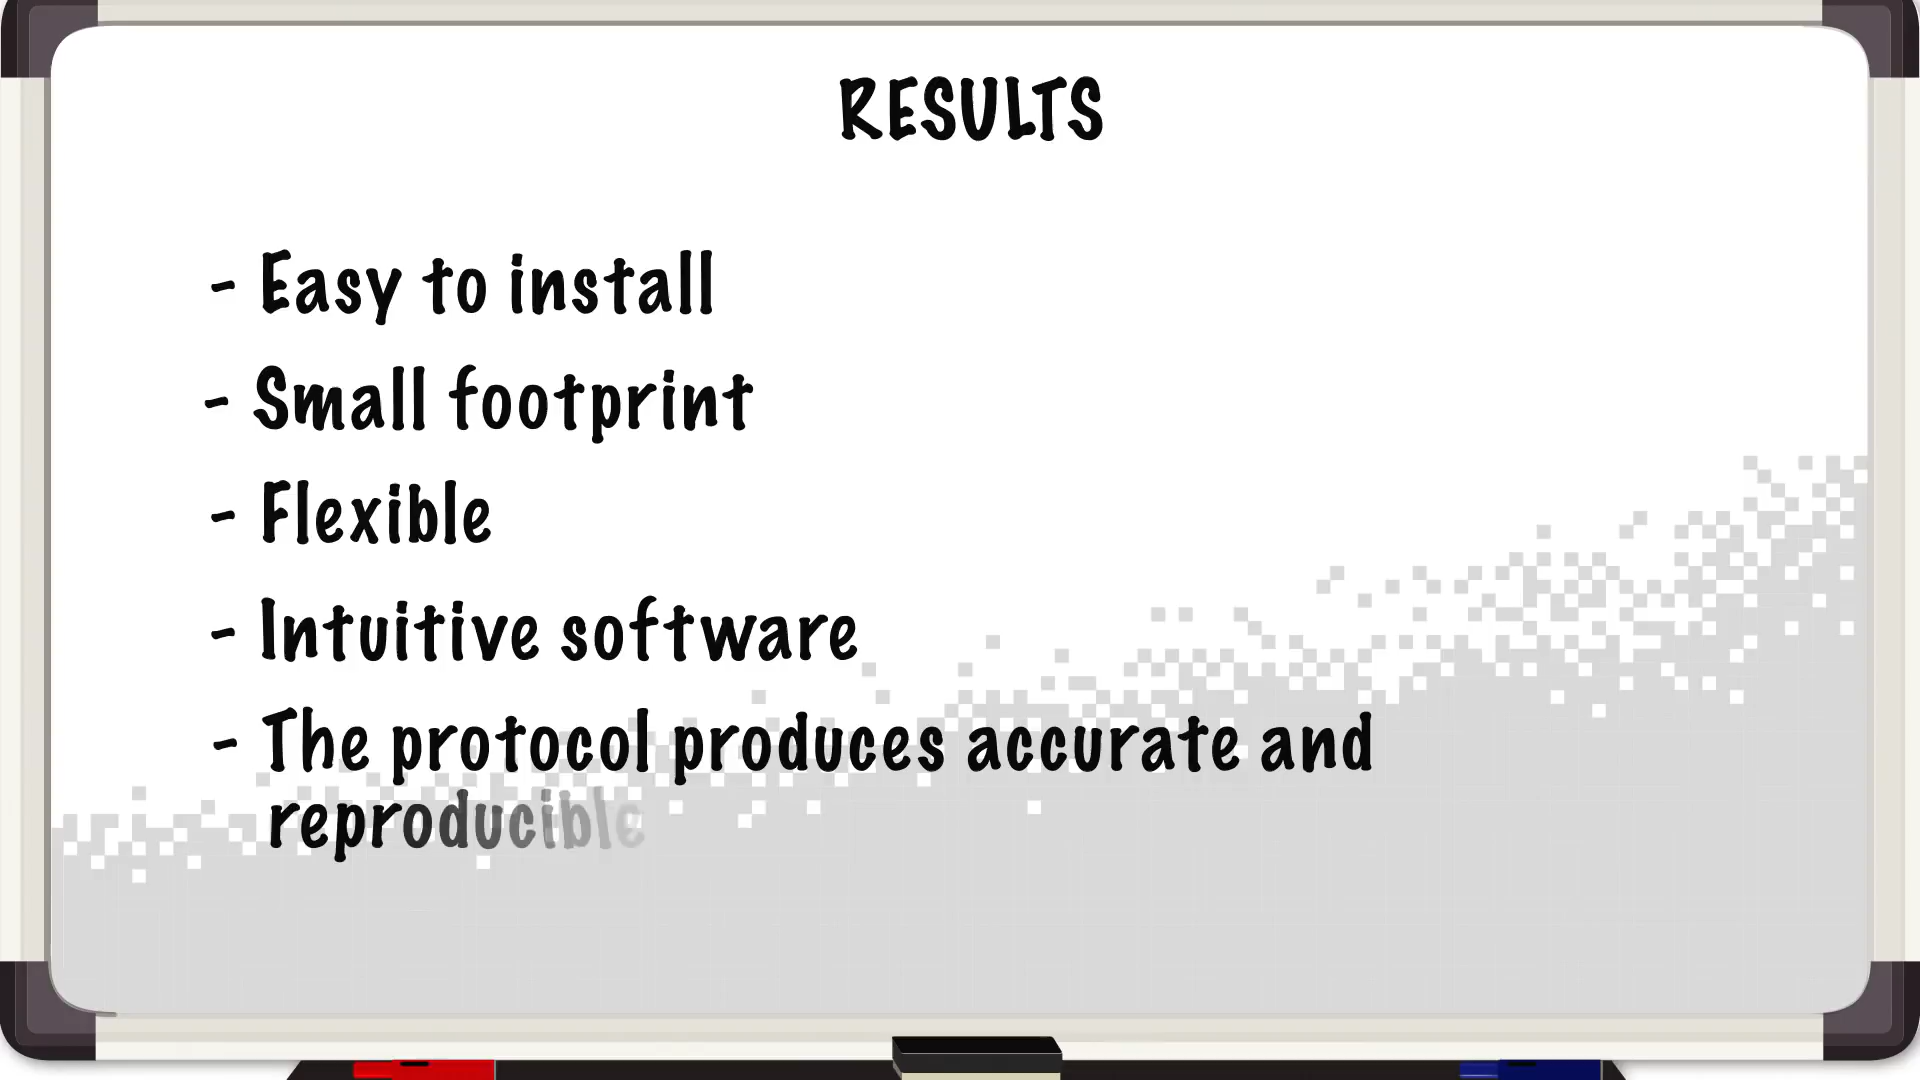 RESULTS
- Easy to install
- Small footprint
- Flexible
- Intuitive software
- The protocol produces accurate and
reproducible